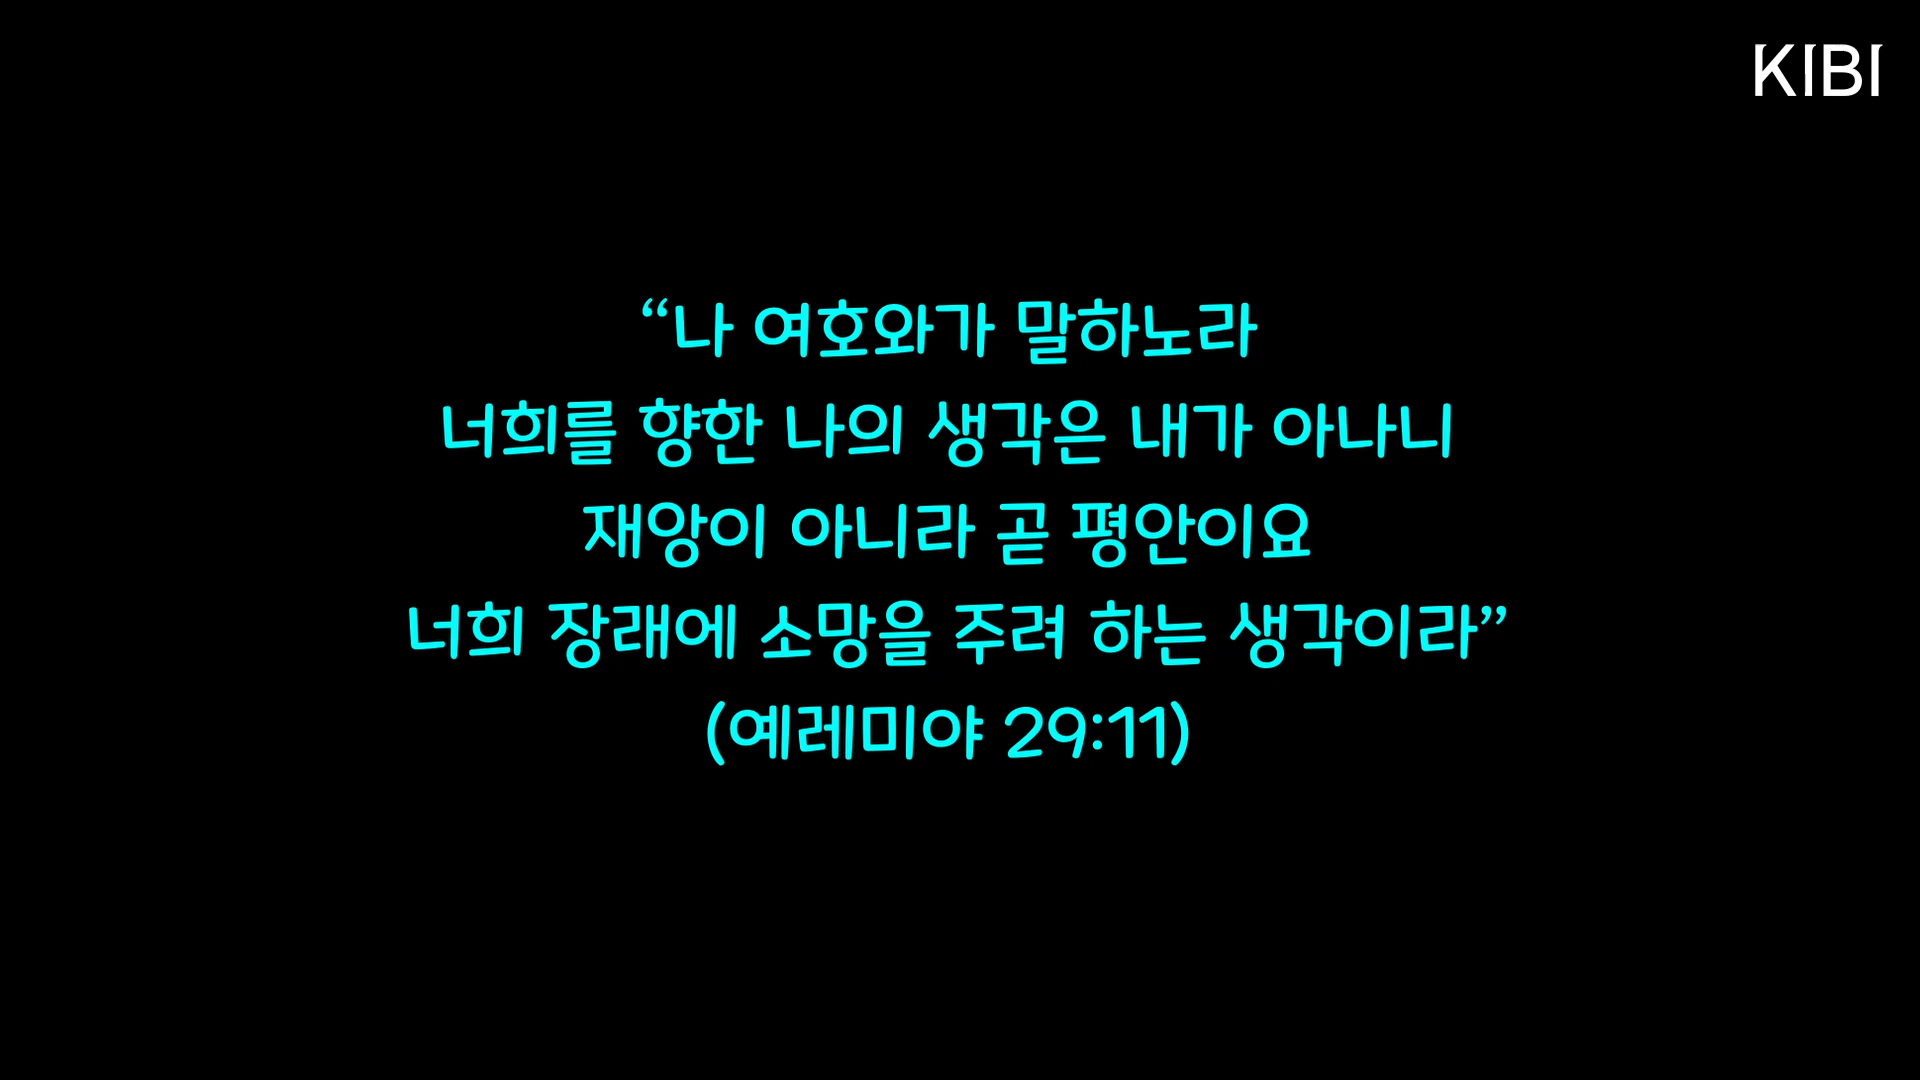 KIBI
“나 여호와가 말하노라
너희를 향한 나의 생각은 내가 아나니
재앙이 아니라 곧 평안이요
너희 장래에 소망을 주려 하는 생각이라”
(예레미야 29:11)